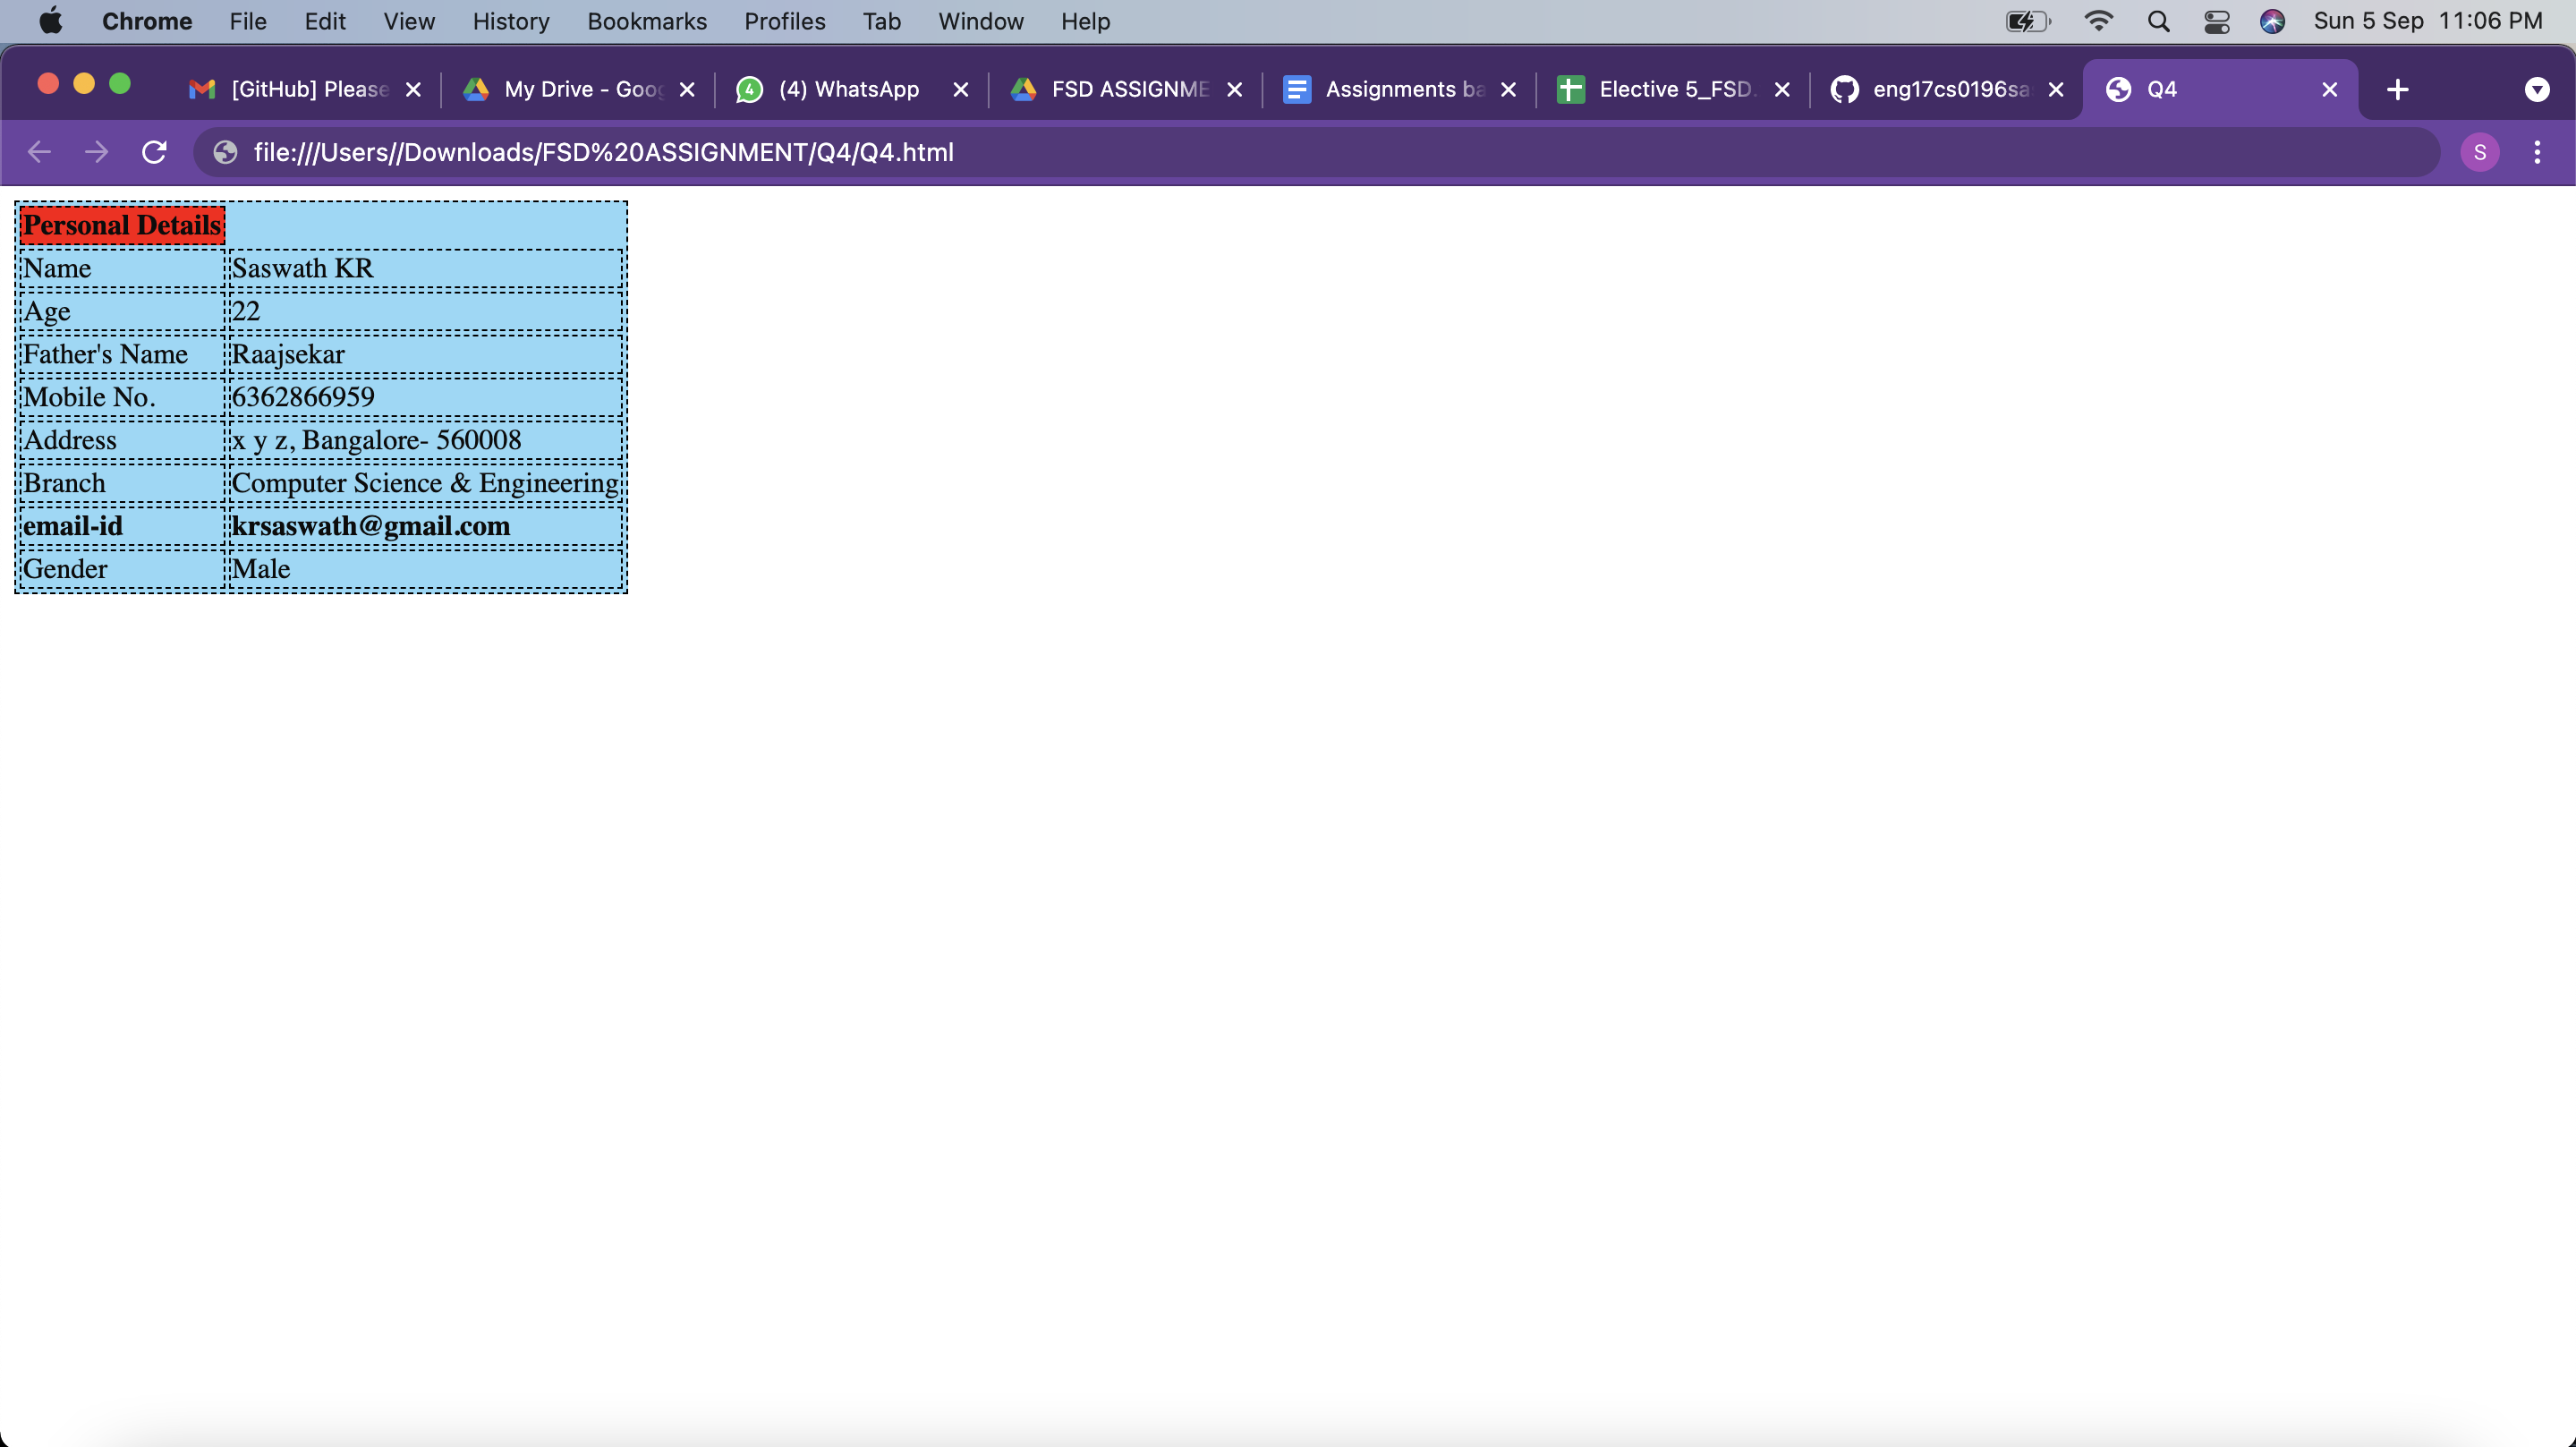 Chrome File Edit View History Bookmarks Profiles Tab Window Help Sun 5 Sep 11:06 PM
[GitHub] Please My Drive - Goog 4 (4) WhatsApp FSD ASSIGNME Assignments ba Elective 5_FSD. eng17cs0196sa Q4
file:///Users//Downloads/FSD%20ASSIGNMENT/Q4/Q4.html S
Personal Details
Name Saswath KR
Age 22
Father's Name Raajsekar
Mobile No. 6362866959
Address x y z, Bangalore- 560008
Branch Computer Science & Engineering
email-id krsaswath@gmail.com
Gender Male